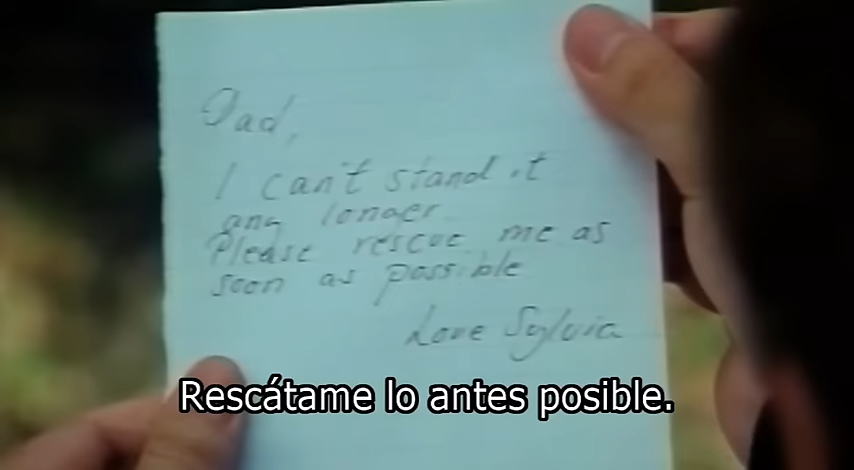 Dad,
I can't stand it
any longer
Please rescue me as
soon as possible
Love Sylvia
Rescátame lo antes posible.